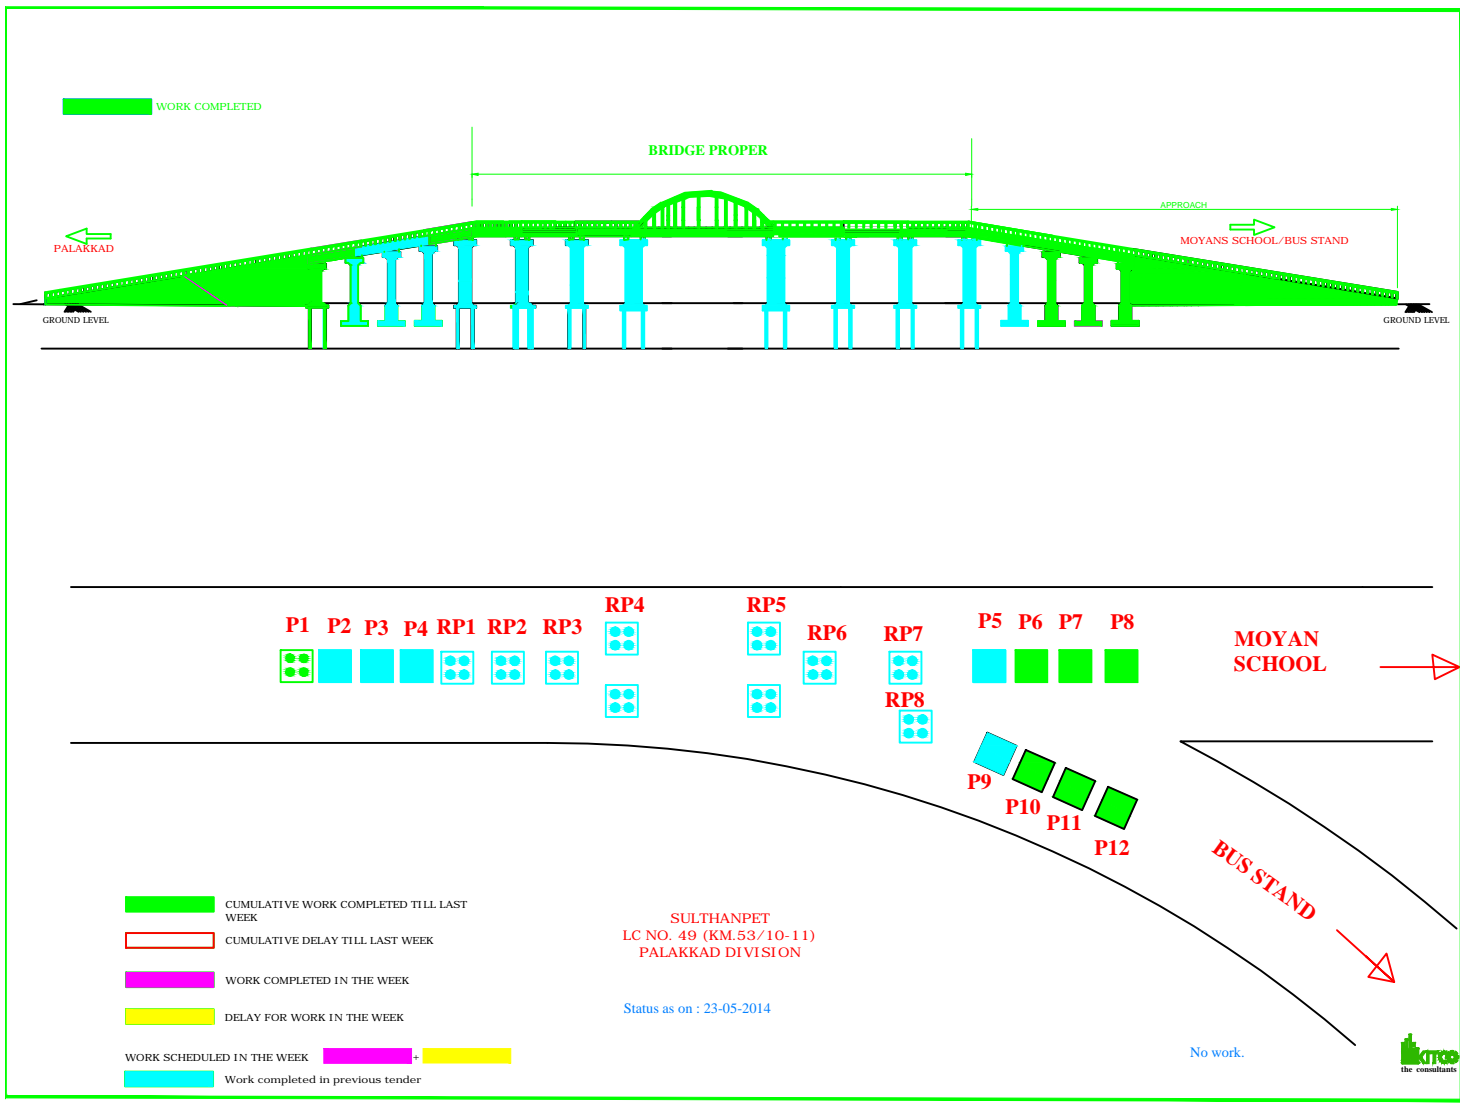 WORK COMPLETED
BRIDGE PROPER
APPROACH
PALAKKAD
MOYANS SCHOOL/BUS STAND
GROUND LEVEL
GROUND LEVEL
P1 P2 P3 P4 RP1 RP2 RP3 RP4 RP5 RP6 RP7 P5 P6 P7 P8
MOYAN
SCHOOL
RP8
P9
P10
P11
P12
BUS STAND
CUMULATIVE WORK COMPLETED TILL LAST
WEEK
CUMULATIVE DELAY TILL LAST WEEK
WORK COMPLETED IN THE WEEK
DELAY FOR WORK IN THE WEEK
WORK SCHEDULED IN THE WEEK +
Work completed in previous tender
SULTHANPET
LC NO. 49 (KM.53/10-11)
PALAKKAD DIVISION
Status as on : 23-05-2014
No work.
KITCO
the consultants